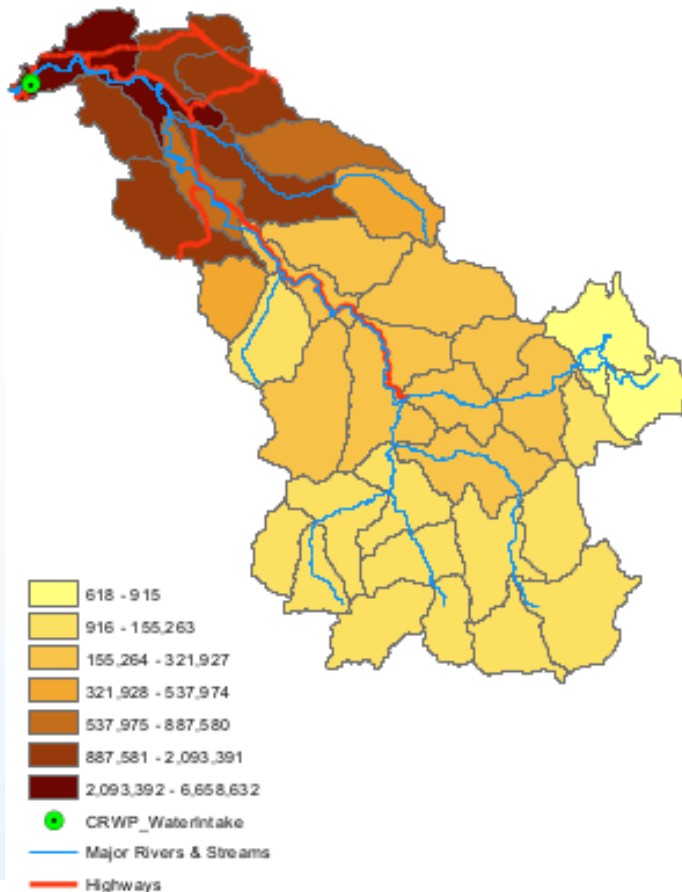 618 - 915
916 - 155,263
155,264 - 321,927
321,928 - 537,974
537,975 - 887,580
887,581 - 2,093,391
2,093,392 - 6,658,632
CRWP_WaterIntake
Major Rivers & Streams
Highways